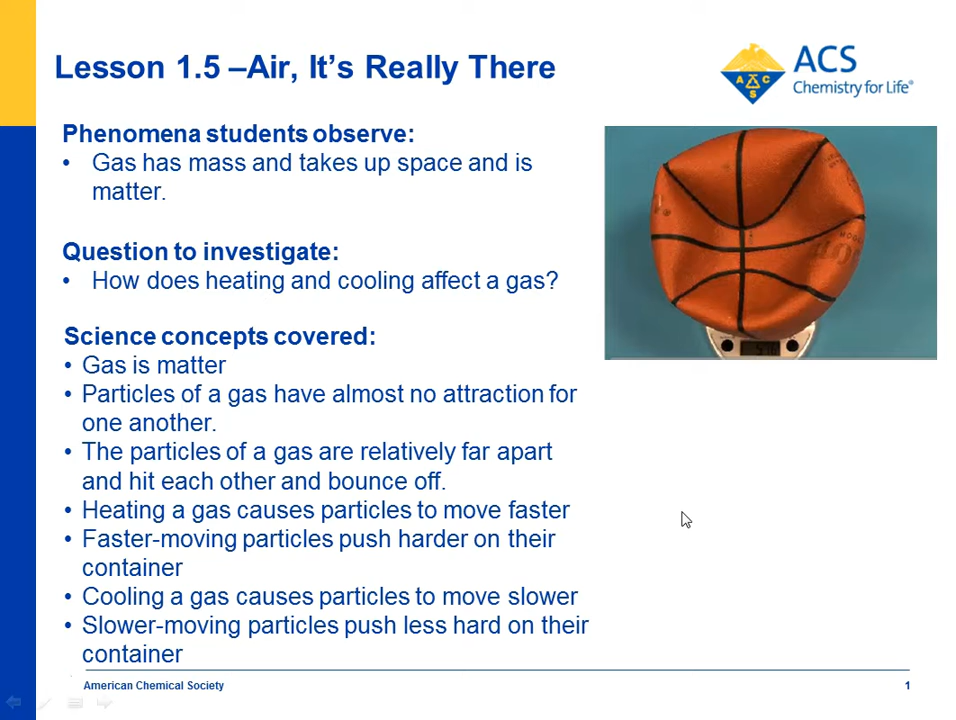 Lesson 1.5 –Air, It's Really There
ACS
Chemistry for Life®
A C S
Phenomena students observe:
• Gas has mass and takes up space and is
matter.
Question to investigate:
• How does heating and cooling affect a gas?
Science concepts covered:
• Gas is matter
• Particles of a gas have almost no attraction for
one another.
• The particles of a gas are relatively far apart
and hit each other and bounce off.
• Heating a gas causes particles to move faster
• Faster-moving particles push harder on their
container
• Cooling a gas causes particles to move slower
• Slower-moving particles push less hard on their
container
American Chemical Society
1